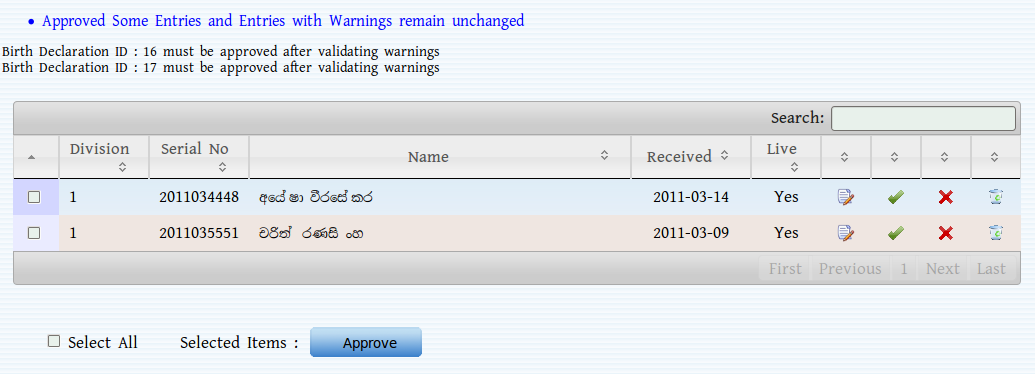 Approved Some Entries and Entries with Warnings remain unchanged
Birth Declaration ID : 16 must be approved after validating warnings
Birth Declaration ID : 17 must be approved after validating warnings
Search:
Division Serial No Name Received Live
1 2011034448 අයේෂා වීරසේකර 2011-03-14 Yes
1 2011035551 චරිත් රණසිංහ 2011-03-09 Yes
First Previous 1 Next Last
Select All Selected Items : Approve